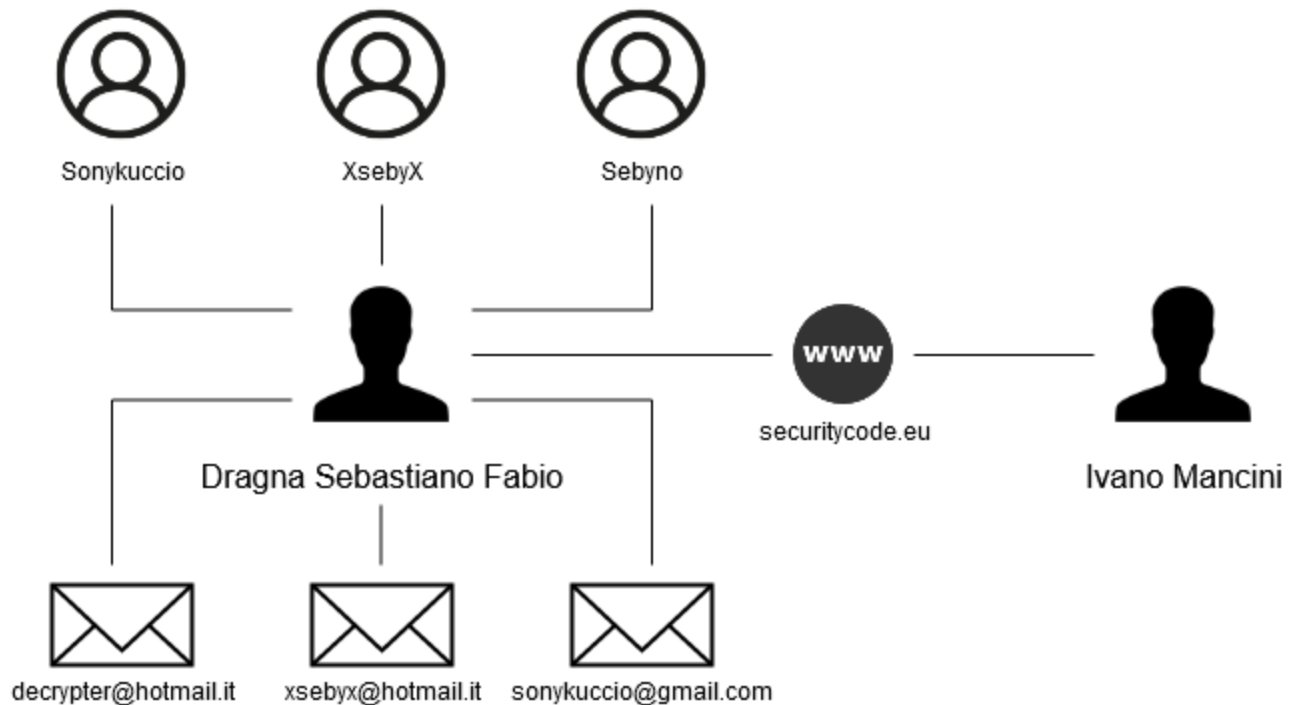 Sonykuccio
XsebyX
Sebyno
www
securitycode.eu
Dragna Sebastiano Fabio
Ivano Mancini
decrypter@hotmail.it
xsebyx@hotmail.it
sonykuccio@gmail.com